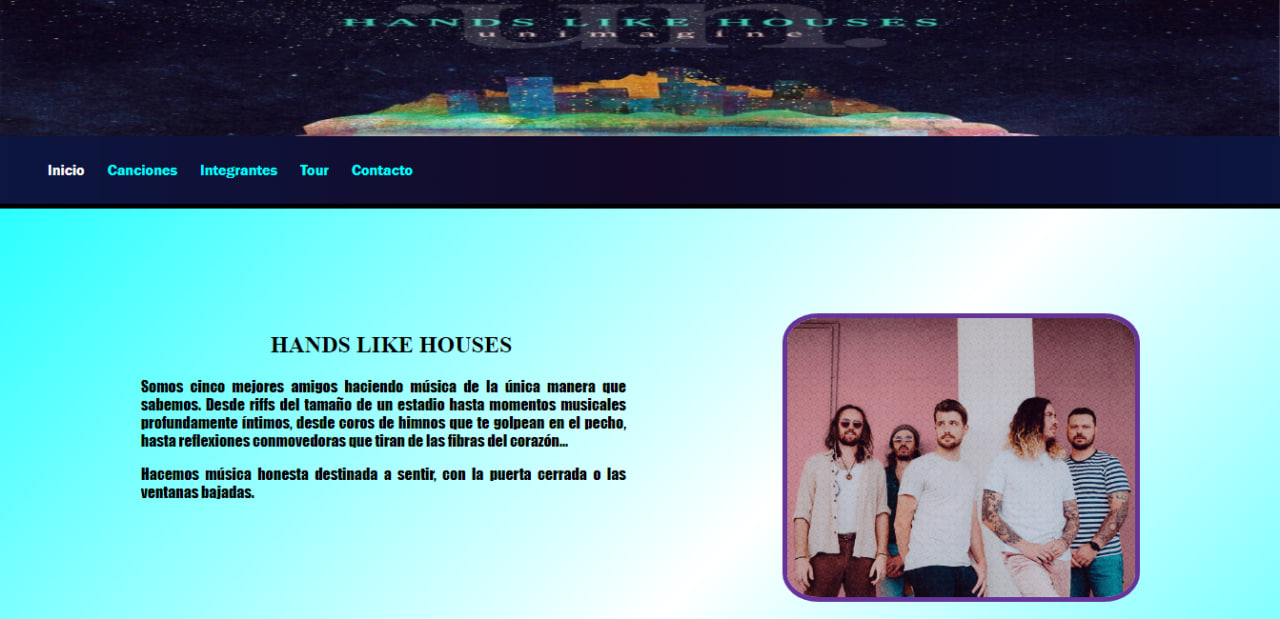 un.
HANDS LIKE HOUSES
unimagine
Inicio Canciones Integrantes Tour Contacto
HANDS LIKE HOUSES
Somos cinco mejores amigos haciendo música de la única manera que
sabemos. Desde riffs del tamaño de un estadio hasta momentos musicales
profundamente íntimos, desde coros de himnos que te golpean en el pecho,
hasta reflexiones conmovedoras que tiran de las fibras del corazón...
Hacemos música honesta destinada a sentir, con la puerta cerrada o las
ventanas bajadas.